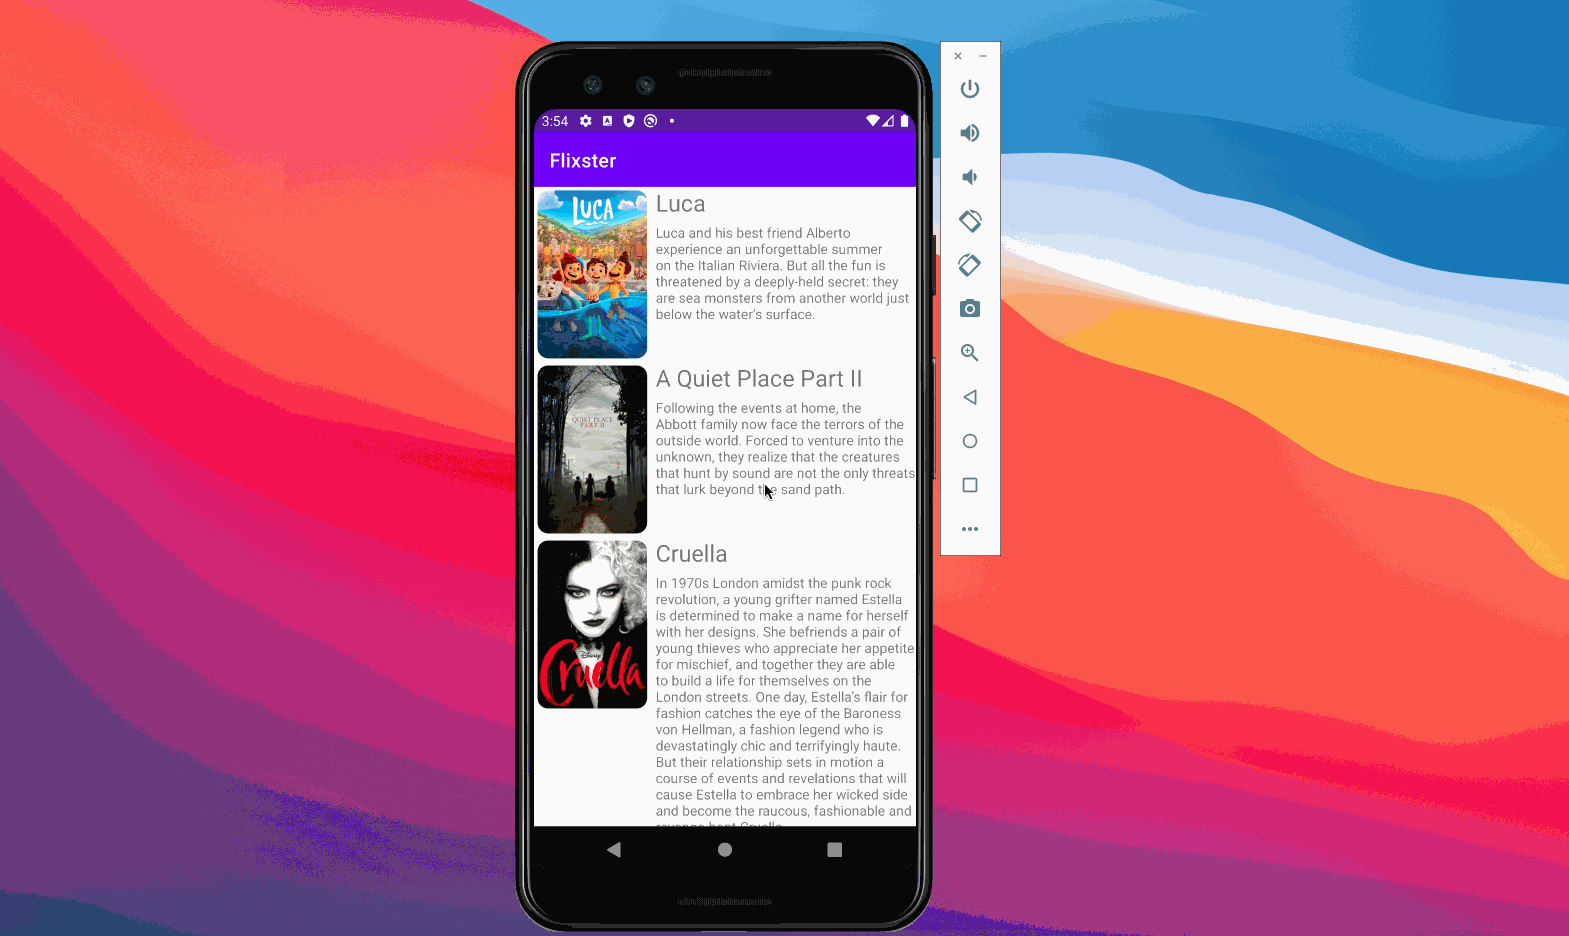 3:54
Flixster
LUCA
Luca
Luca and his best friend Alberto
experience an unforgettable summer
on the Italian Riviera. But all the fun is
threatened by a deeply-held secret: they
are sea monsters from another world just
below the water's surface.
QUIET PLACE
PART II
A Quiet Place Part II
Following the events at home, the
Abbott family now face the terrors of the
outside world. Forced to venture into the
unknown, they realize that the creatures
that hunt by sound are not the only threats
that lurk beyond the sand path.
Disney
Cruella
Cruella
In 1970s London amidst the punk rock
revolution, a young grifter named Estella
is determined to make a name for herself
with her designs. She befriends a pair of
young thieves who appreciate her appetite
for mischief, and together they are able
to build a life for themselves on the
London streets. One day, Estella's flair for
fashion catches the eye of the Baroness
von Hellman, a fashion legend who is
devastatingly chic and terrifyingly haute.
But their relationship sets in motion a
course of events and revelations that will
cause Estella to embrace her wicked side
and become the raucous, fashionable and
revenge-bent Cruella.